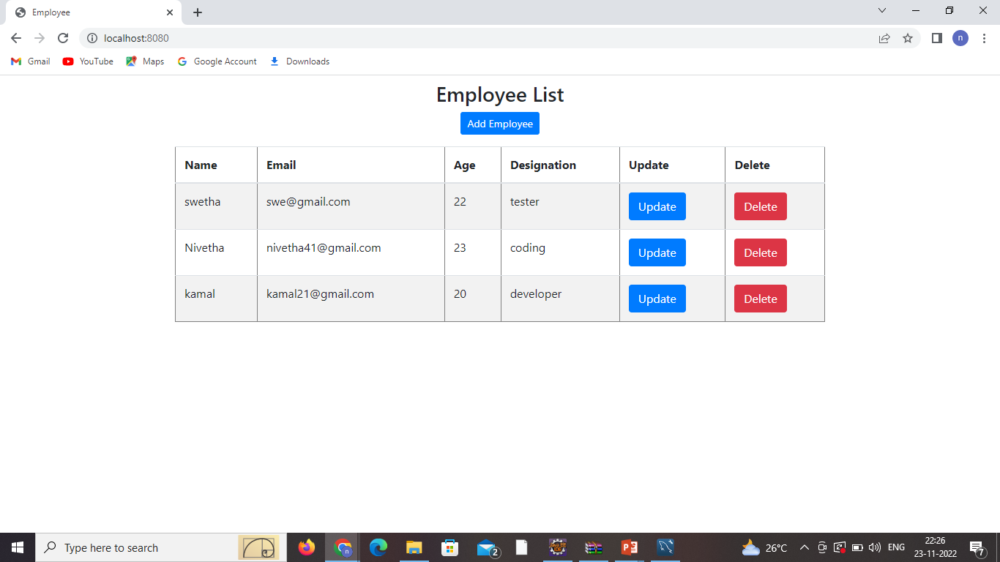 Employee
localhost:8080
n
Gmail YouTube Maps Google Account Downloads
Employee List
Add Employee
Name Email Age Designation Update Delete
swetha swe@gmail.com 22 tester Update Delete
Nivetha nivetha41@gmail.com 23 coding Update Delete
kamal kamal21@gmail.com 20 developer Update Delete
Type here to search
n
2
26°C
ENG
22:26
23-11-2022
7